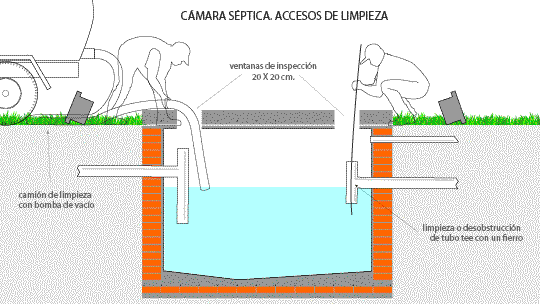 CÁMARA SÉPTICA. ACCESOS DE LIMPIEZA
ventanas de inspección
20 X 20 cm.
camión de limpieza
con bomba de vacío
limpieza o desobstrucción
de tubo tee con un fierro